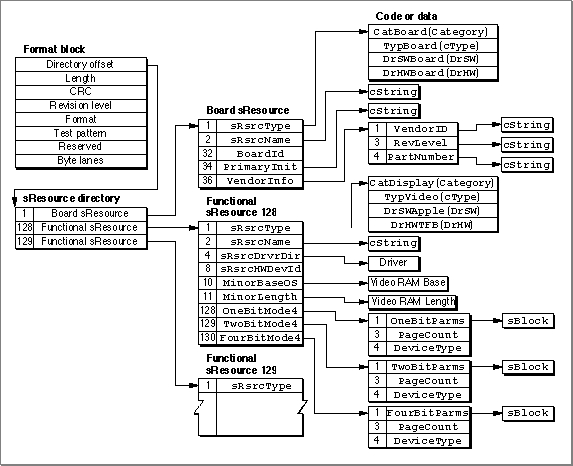 Format block
Directory offset
Length
CRC
Revision level
Format
Test pattern
Reserved
Byte lanes
sResource directory
1 Board sResource
128 Functional sResource
129 Functional sResource
Board sResource
1 sRsrcType
2 sRsrcName
32 BoardId
34 PrimaryInit
36 VendorInfo
Functional
sResource 128
1 sRsrcType
2 sRsrcName
4 sRsrcDrvrDir
8 sRsrcHWDevId
10 MinorBaseOS
11 MinorLength
128 OneBitMode4
129 TwoBitMode4
130 FourBitMode4
Functional
sResource 129
1 sRsrcType
Code or data
CatBoard(Category)
TypBoard(cType)
DrSWBoard(DrSW)
DrHWBoard(DrHW)
cString
cString
1 VendorID
3 RevLevel
4 PartNumber
cString
cString
cString
CatDisplay(Category)
TypVideo(cType)
DrSWApple(DrSW)
DrHWTFB(DrHW)
cString
Driver
Video RAM Base
Video RAM Length
1 OneBitParms
3 PageCount
4 DeviceType
sBlock
1 TwoBitParms
3 PageCount
4 DeviceType
sBlock
1 FourBitParms
3 PageCount
4 DeviceType
sBlock